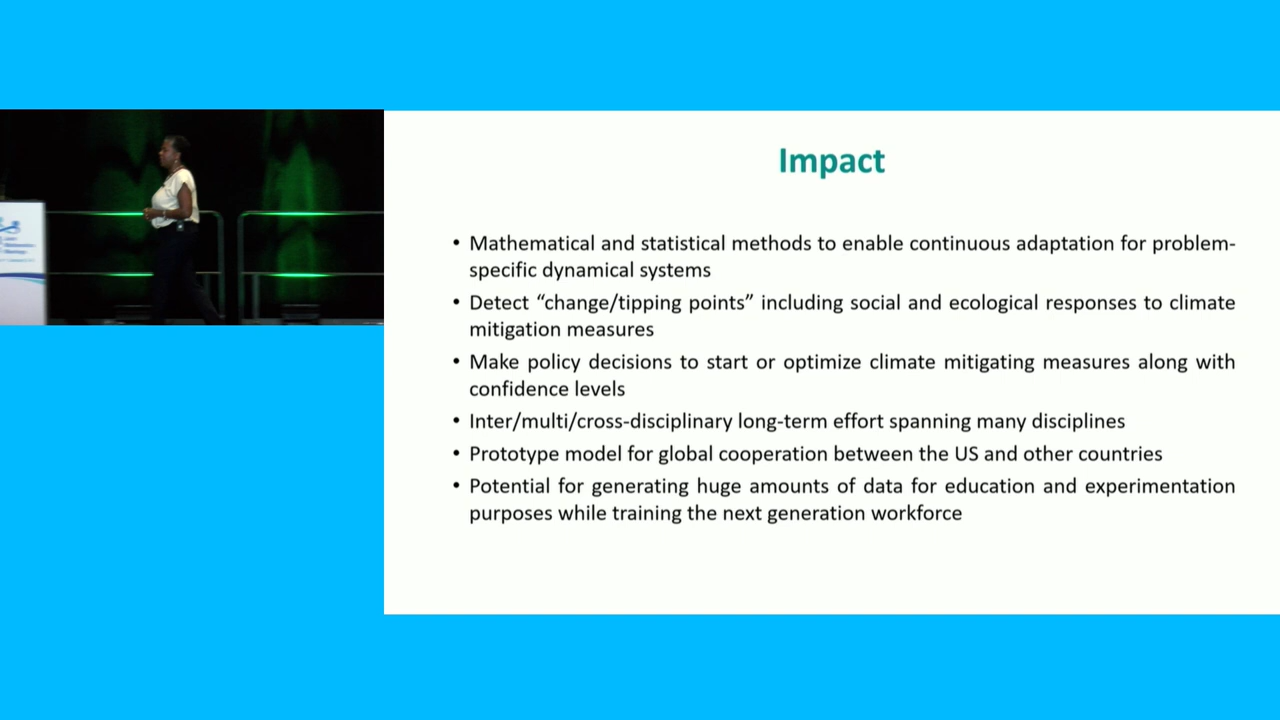 Impact
• Mathematical and statistical methods to enable continuous adaptation for problem-
specific dynamical systems
• Detect “change/tipping points” including social and ecological responses to climate
mitigation measures
• Make policy decisions to start or optimize climate mitigating measures along with
confidence levels
• Inter/multi/cross-disciplinary long-term effort spanning many disciplines
• Prototype model for global cooperation between the US and other countries
• Potential for generating huge amounts of data for education and experimentation
purposes while training the next generation workforce